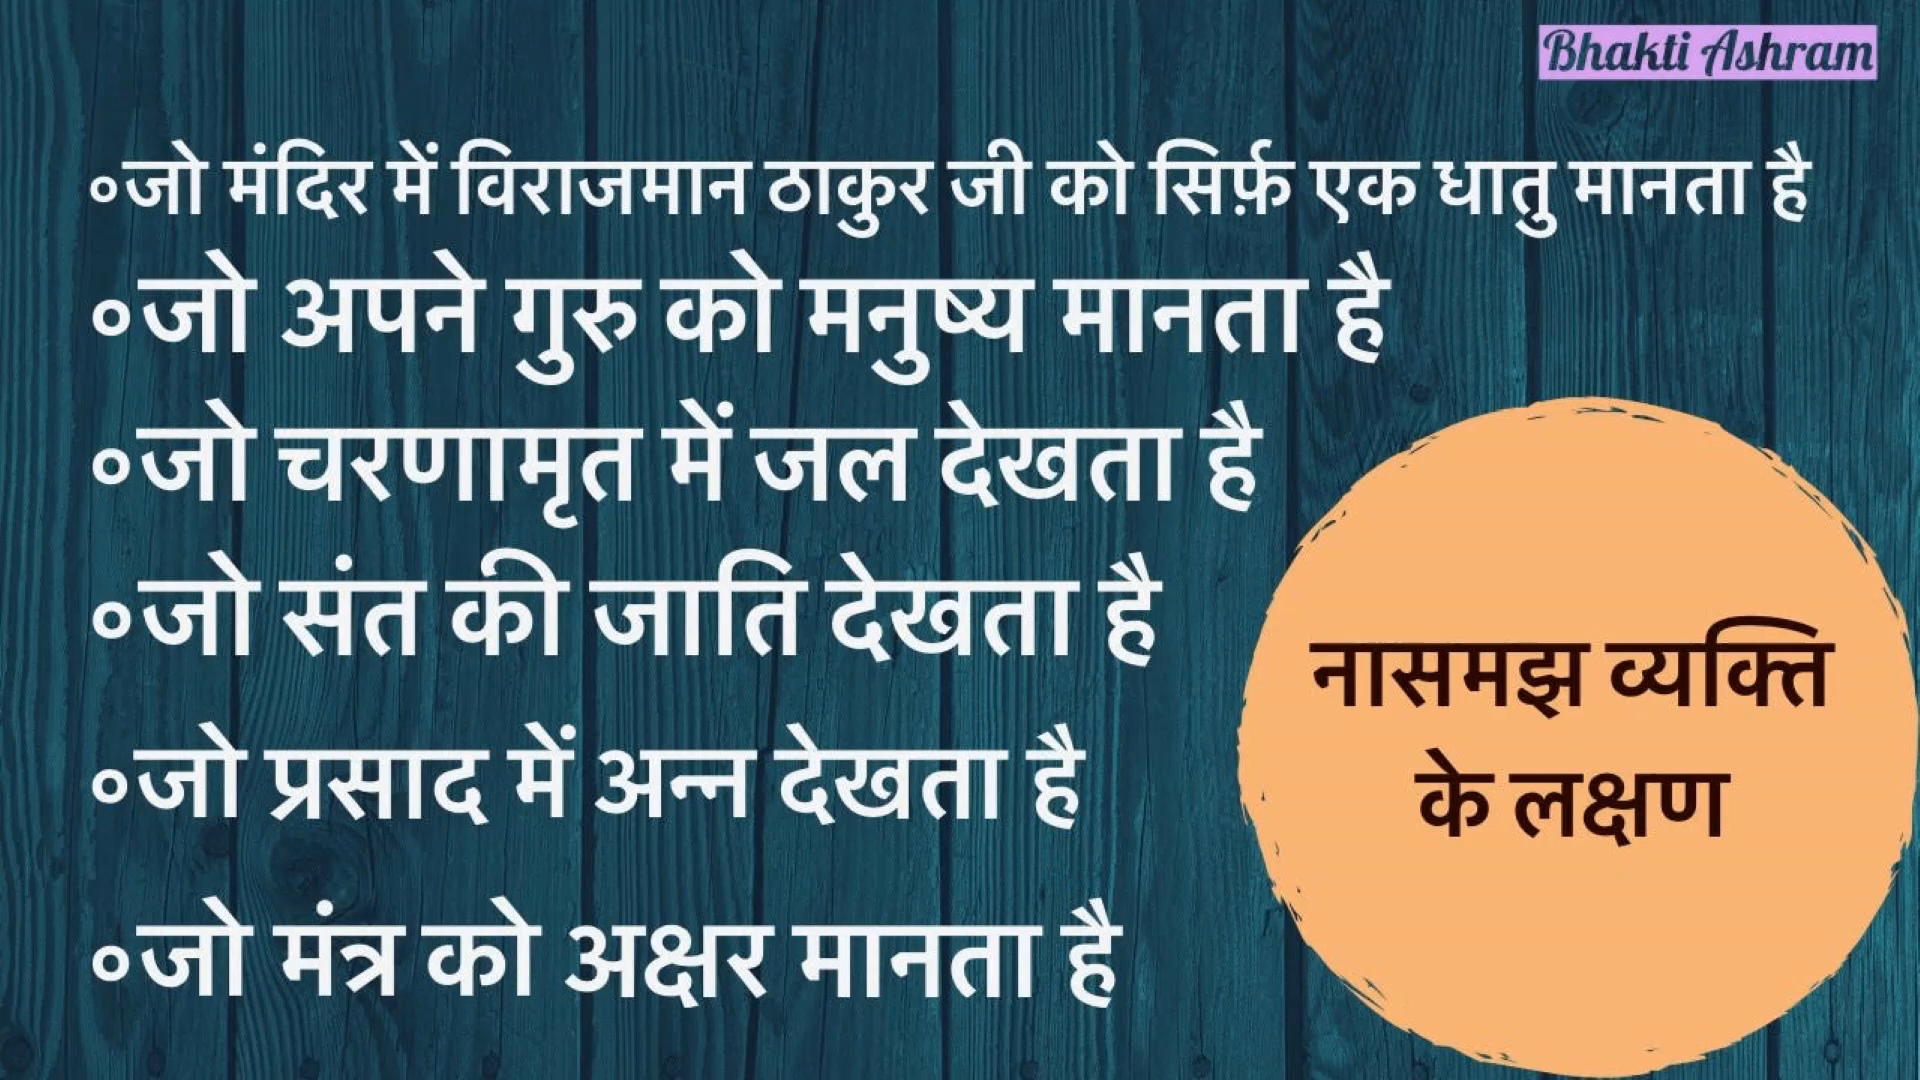 Bhakti Ashram
॰जो मंदिर में विराजमान ठाकुर जी को सिर्फ़ एक धातु मानता है
॰जो अपने गुरु को मनुष्य मानता है
॰जो चरणामृत में जल देखता है
॰जो संत की जाति देखता है
॰जो प्रसाद में अन्न देखता है
॰जो मंत्र को अक्षर मानता है
नासमझ व्यक्ति
के लक्षण